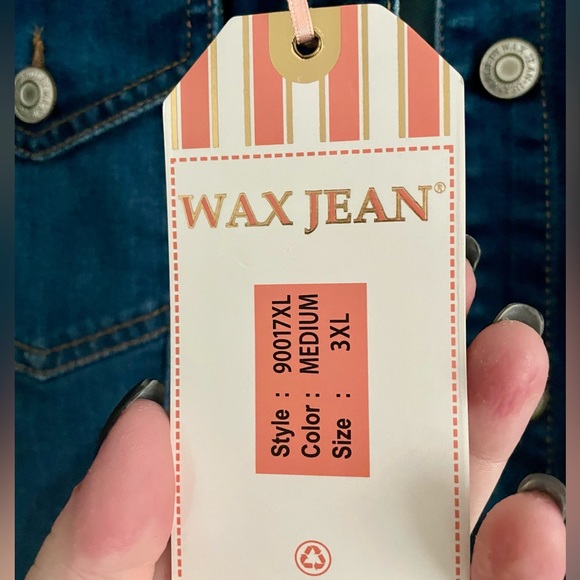 WAX JEAN®
Style : 90017XL
Color : MEDIUM
Size : 3XL